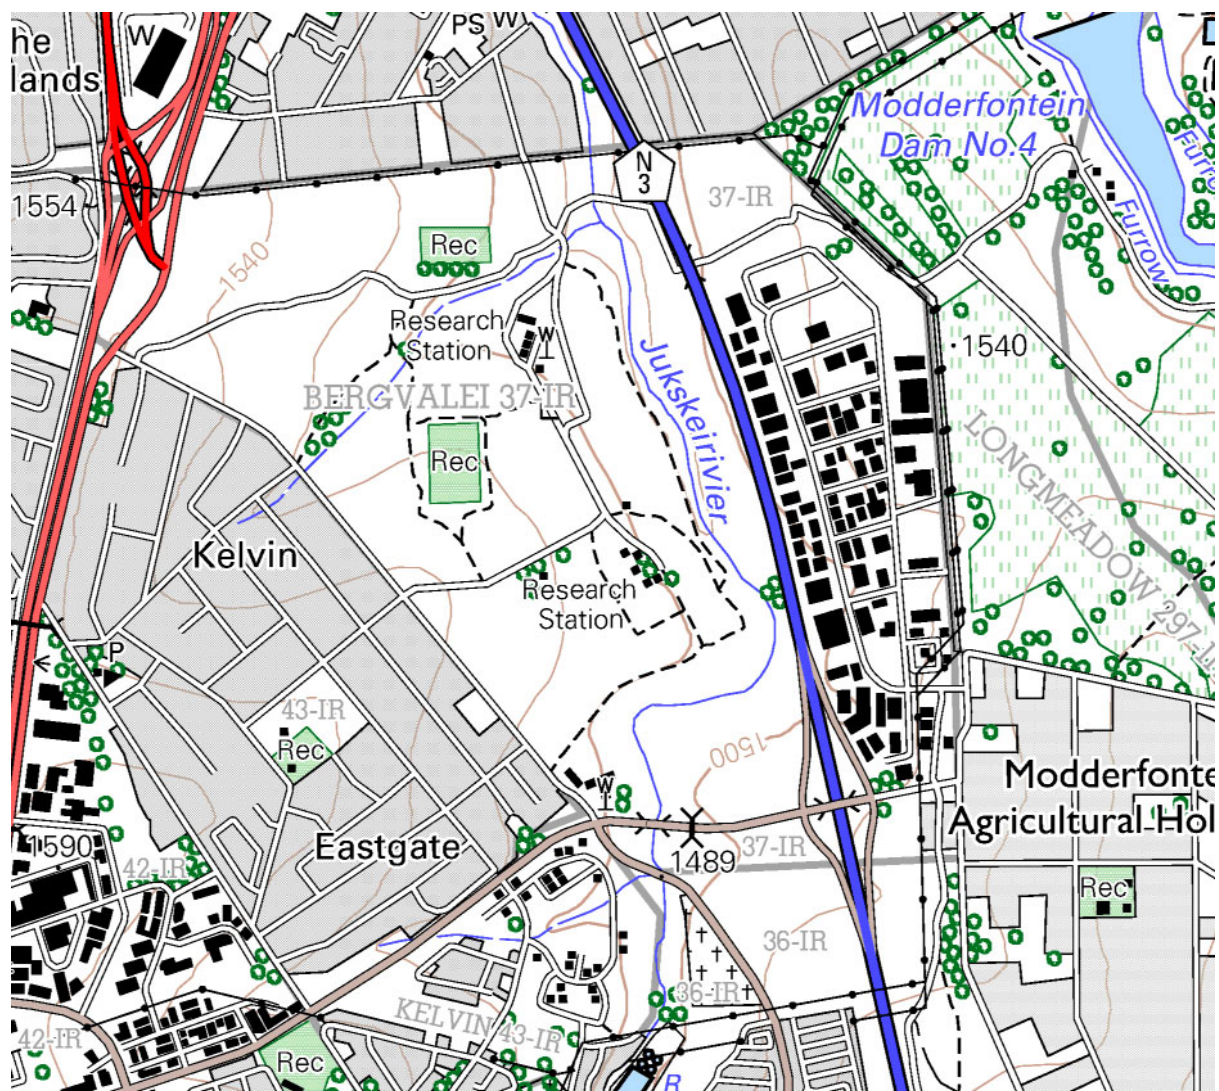 he
lands
W
PS
W
Modderfontein
Dam No.4
N
3
37-IR
1554
Furrow
Rec
1540
Furrow
Research
Station
W
1540
BERGVALEI 37-IR
Jukskeirivier
LONGMEADOW 297-I
Rec
Kelvin
Research
Station
P
43-IR
Rec
1500
Modderfonte
Agricultural Hol
W
Eastgate
1590
42-IR
1489
37-IR
Rec
36-IR
36-IR
KELVIN 43-IR
42-IR
Rec
R